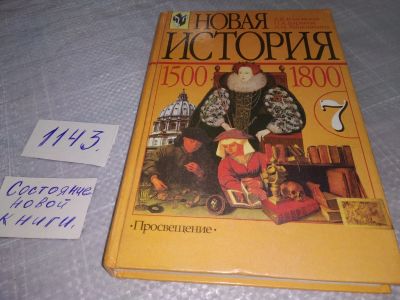 НОВАЯ
ИСТОРИЯ
1500 1800
7
•Просвещение•
1143.
Состояние
новой
книги.